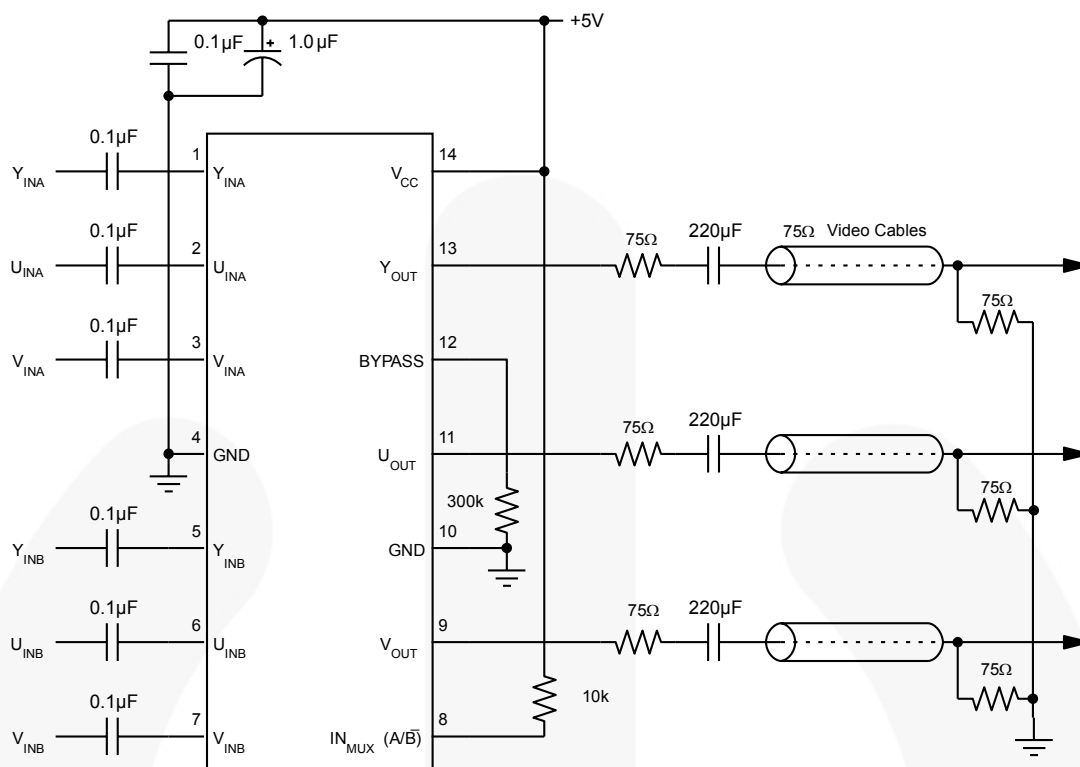 +5V
0.1µF
1.0µF
+
0.1µF
Y_INA
1
Y_INA
14
V_CC
0.1µF
U_INA
2
U_INA
13
Y_OUT
75Ω
220µF
75Ω Video Cables
75Ω
0.1µF
V_INA
3
V_INA
12
BYPASS
4
GND
11
U_OUT
75Ω
220µF
75Ω
300k
0.1µF
Y_INB
5
Y_INB
10
GND
0.1µF
U_INB
6
U_INB
9
V_OUT
75Ω
220µF
75Ω
10k
0.1µF
V_INB
7
V_INB
8
IN_MUX (A/B̅)